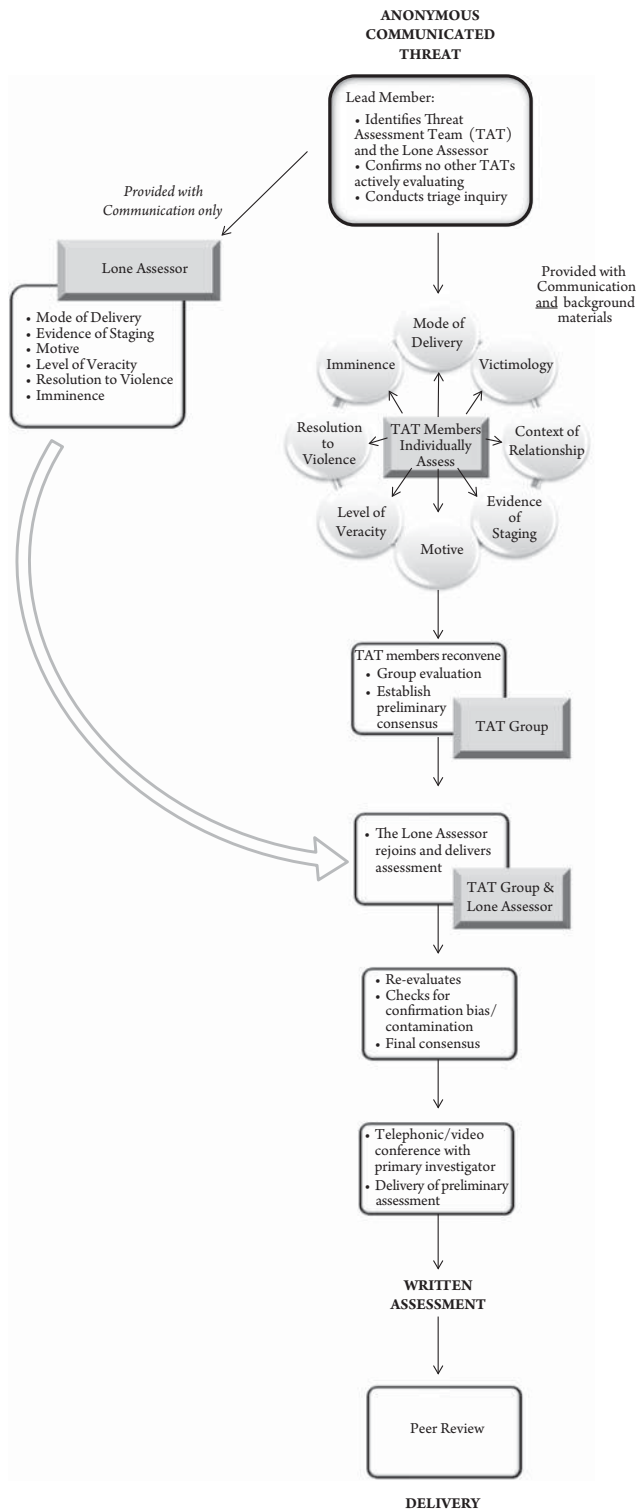 ANONYMOUS
COMMUNICATED
THREAT
Lead Member:
• Identifies Threat
Assessment Team (TAT)
and the Lone Assessor
• Confirms no other TATs
actively evaluating
• Conducts triage inquiry
Provided with
Communication only
Lone Assessor
• Mode of Delivery
• Evidence of Staging
• Motive
• Level of Veracity
• Resolution to Violence
• Imminence
Provided with
Communication
and background
materials
Mode of
Delivery
Imminence
Victimology
Resolution
to
Violence
TAT Members
Individually
Assess
Context of
Relationship
Level of
Veracity
Evidence
of
Staging
Motive
TAT members reconvene
• Group evaluation
• Establish
preliminary
consensus
TAT Group
• The Lone Assessor
rejoins and delivers
assessment
TAT Group &
Lone Assessor
• Re-evaluates
• Checks for
confirmation bias/
contamination
• Final consensus
• Telephonic/video
conference with
primary investigator
• Delivery of preliminary
assessment
WRITTEN
ASSESSMENT
Peer Review
DELIVERY